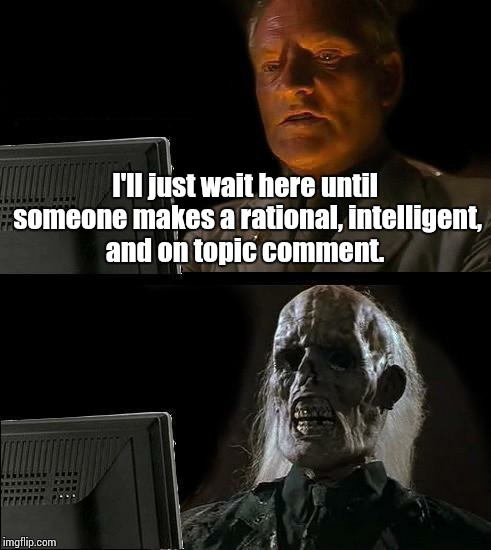 I'll just wait here until
someone makes a rational, intelligent,
and on topic comment.
imgflip.com